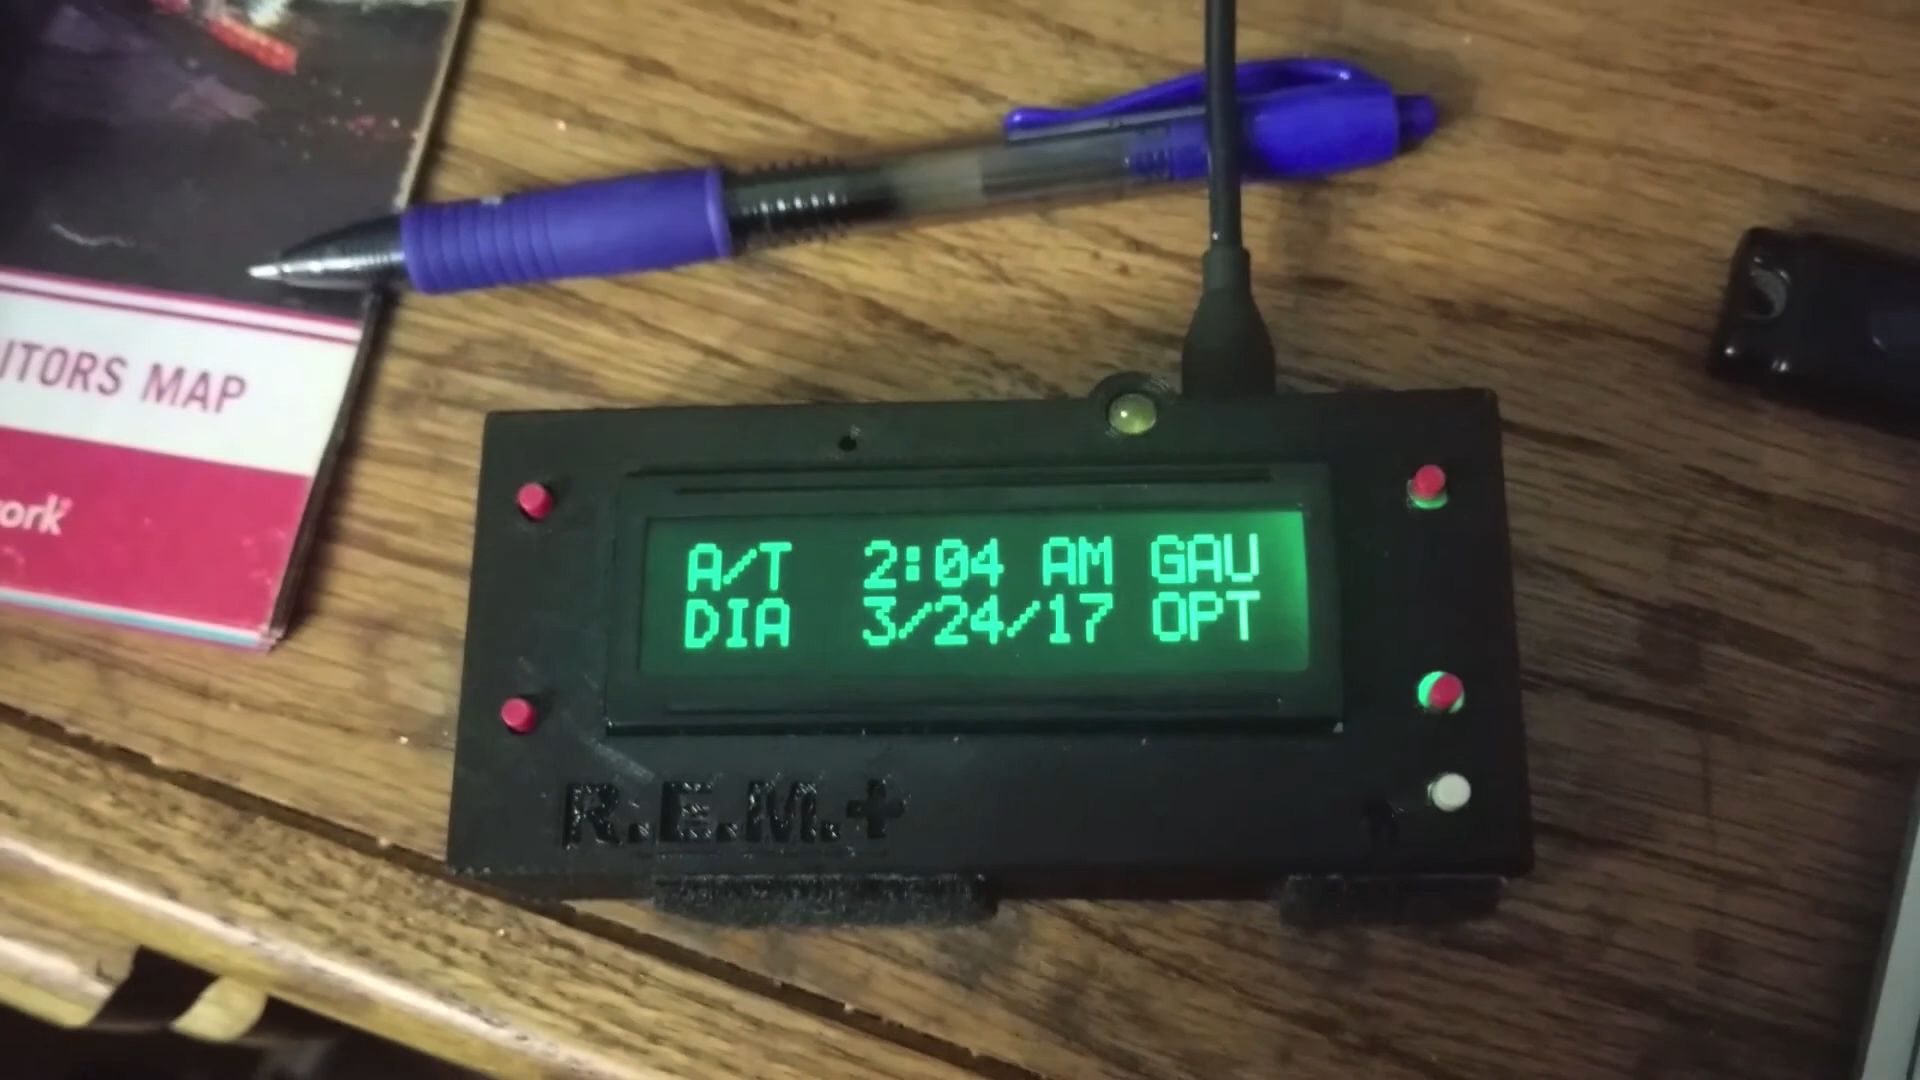 ITORS MAP
ork
A/T 2:04 AM GAU
DIA 3/24/17 OPT
R.E.M.+